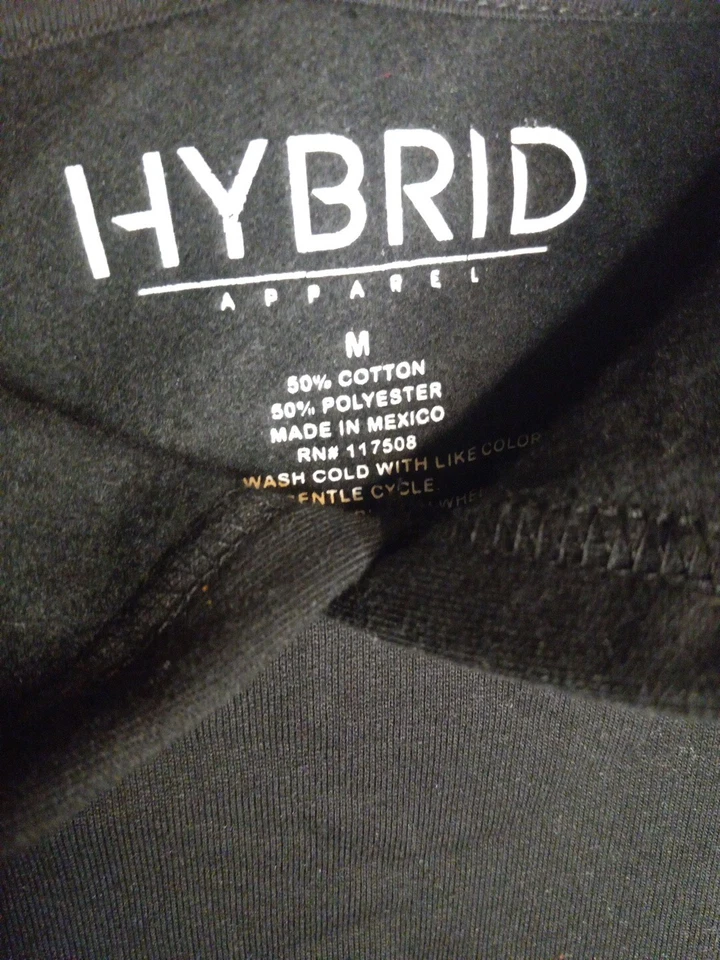 HYBRID
APPAREL
M
50% COTTON
50% POLYESTER
MADE IN MEXICO
RN# 117508
WASH COLD WITH LIKE COLOR
GENTLE CYCLE